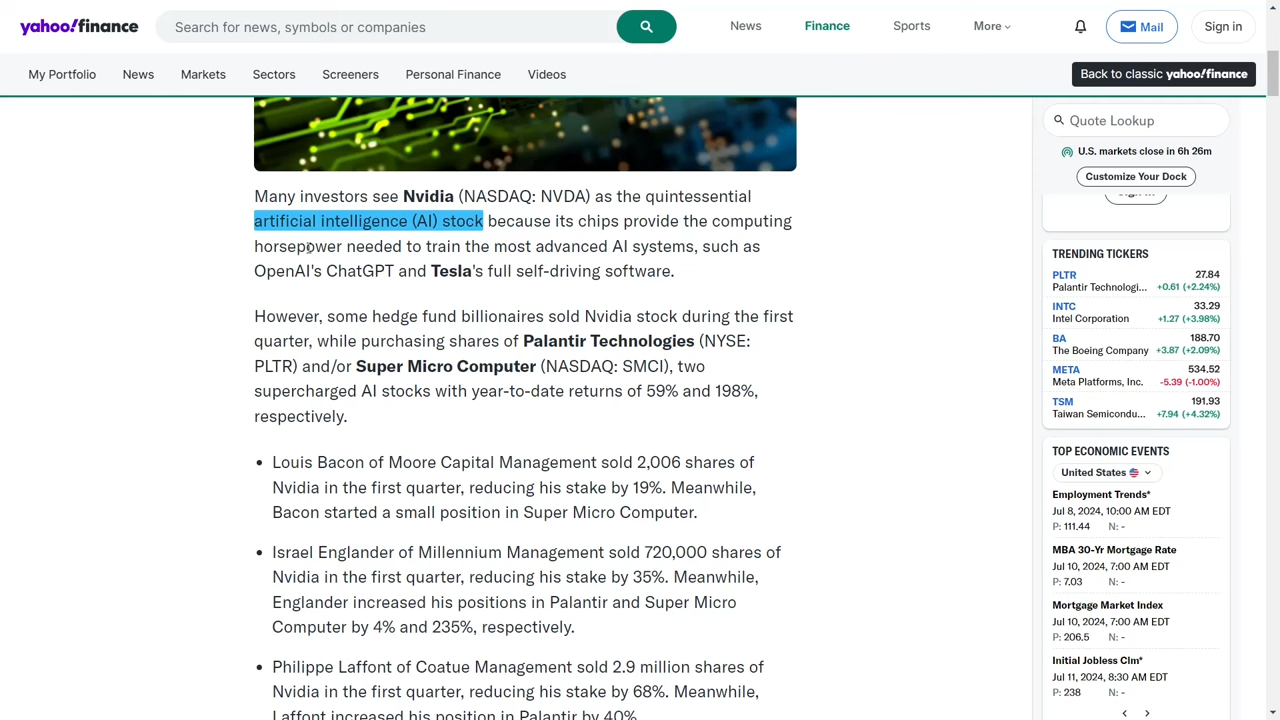 yahoo!finance
Search for news, symbols or companies
News
Finance
Sports
More
Mail
Sign in
My Portfolio
News
Markets
Sectors
Screeners
Personal Finance
Videos
Back to classic yahoo!finance
Many investors see Nvidia (NASDAQ: NVDA) as the quintessential
artificial intelligence (AI) stock because its chips provide the computing
horsepower needed to train the most advanced AI systems, such as
OpenAI's ChatGPT and Tesla's full self-driving software.
However, some hedge fund billionaires sold Nvidia stock during the first
quarter, while purchasing shares of Palantir Technologies (NYSE:
PLTR) and/or Super Micro Computer (NASDAQ: SMCI), two
supercharged AI stocks with year-to-date returns of 59% and 198%,
respectively.
• Louis Bacon of Moore Capital Management sold 2,006 shares of
Nvidia in the first quarter, reducing his stake by 19%. Meanwhile,
Bacon started a small position in Super Micro Computer.
• Israel Englander of Millennium Management sold 720,000 shares of
Nvidia in the first quarter, reducing his stake by 35%. Meanwhile,
Englander increased his positions in Palantir and Super Micro
Computer by 4% and 235%, respectively.
• Philippe Laffont of Coatue Management sold 2.9 million shares of
Nvidia in the first quarter, reducing his stake by 68%. Meanwhile,
Laffont increased his position in Palantir by 40%.
Quote Lookup
U.S. markets close in 6h 26m
Customize Your Dock
Sign in
TRENDING TICKERS
PLTR 27.84
Palantir Technologi... +0.61 (+2.24%)
INTC 33.29
Intel Corporation +1.27 (+3.98%)
BA 188.70
The Boeing Company +3.87 (+2.09%)
META 534.52
Meta Platforms, Inc. -5.39 (-1.00%)
TSM 191.93
Taiwan Semicondu... +7.94 (+4.32%)
TOP ECONOMIC EVENTS
United States
Employment Trends*
Jul 8, 2024, 10:00 AM EDT
P: 111.44 N: -
MBA 30-Yr Mortgage Rate
Jul 10, 2024, 7:00 AM EDT
P: 7.03 N: -
Mortgage Market Index
Jul 10, 2024, 7:00 AM EDT
P: 206.5 N: -
Initial Jobless Clm*
Jul 11, 2024, 8:30 AM EDT
P: 238 N: -